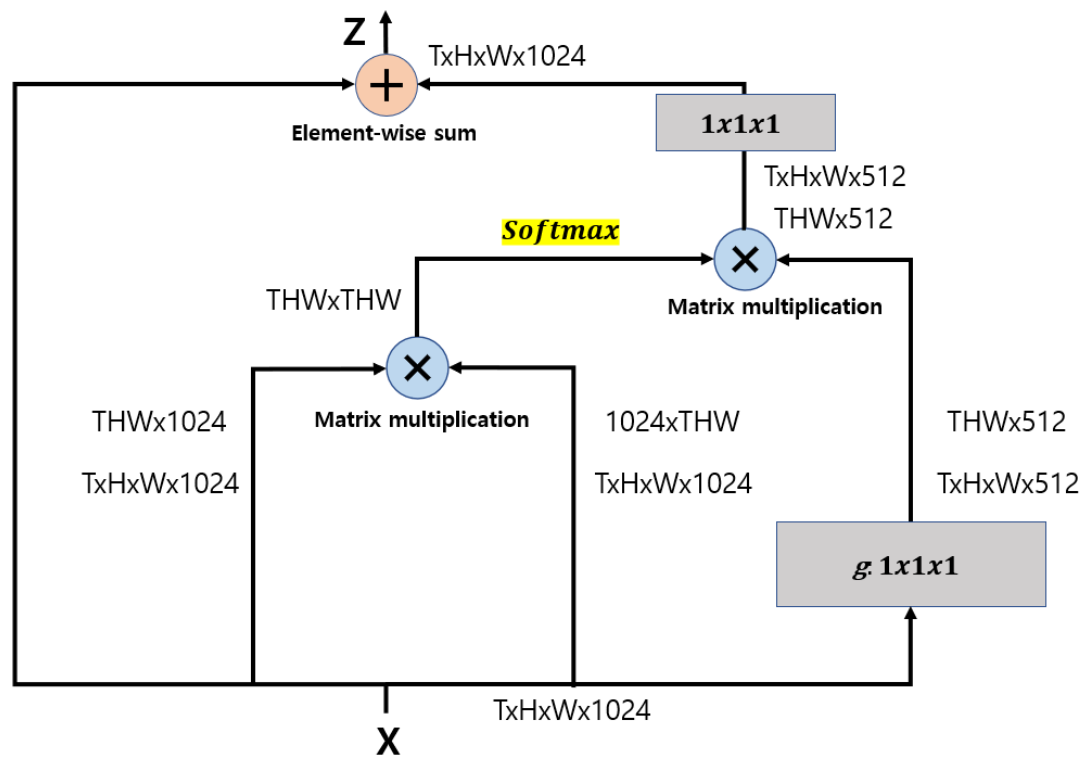 Z
TxHxWx1024
+
Element-wise sum
1x1x1
TxHxWx512
THWx512
Softmax
×
Matrix multiplication
THWxTHW
×
Matrix multiplication
THWx1024
TxHxWx1024
1024xTHW
TxHxWx1024
THWx512
TxHxWx512
g: 1x1x1
TxHxWx1024
X